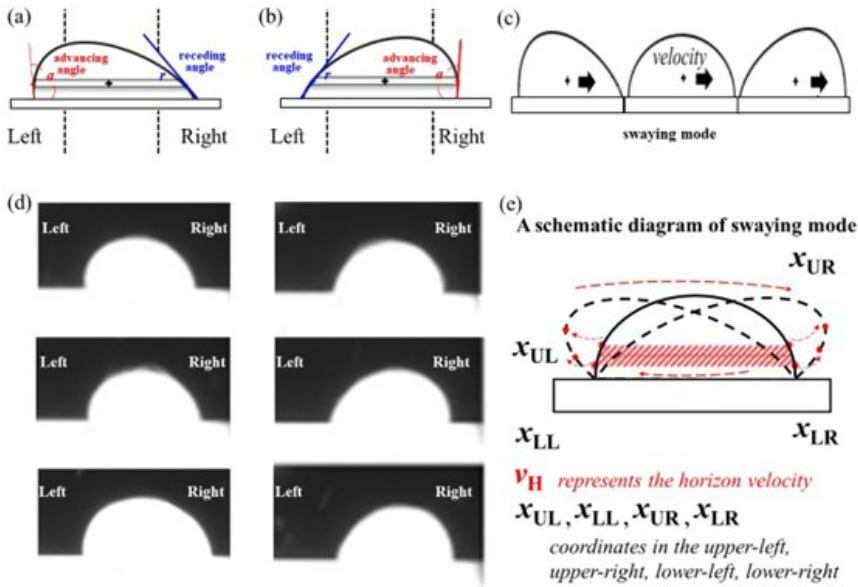 (a)
advancing
angle
a
r
receding
angle
Left
Right
(b)
receding
angle
r
advancing
angle
a
Left
Right
(c)
velocity
swaying mode
(d)
Left
Right
Left
Right
Left
Right
Left
Right
Left
Right
Left
Right
(e)
A schematic diagram of swaying mode
xUR
xUL
xLL
xLR
vH represents the horizon velocity
xUL, xLL, xUR, xLR
coordinates in the upper-left,
upper-right, lower-left, lower-right